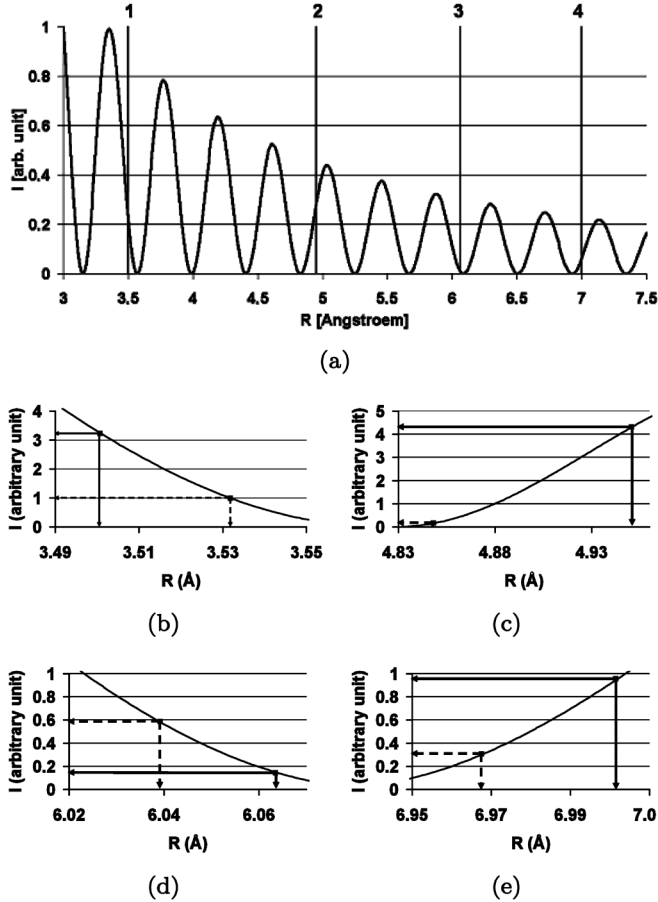 1 2 3 4
1
0.8
0.6
0.4
0.2
0
I [arb. unit]
3 3.5 4 4.5 5 5.5 6 6.5 7 7.5
R [Angstroem]
(a)
4
3
2
1
0
I (arbitrary unit)
3.49 3.51 3.53 3.55
R (Å)
(b)
5
4
3
2
1
0
I (arbitrary unit)
4.83 4.88 4.93
R (Å)
(c)
1
0.8
0.6
0.4
0.2
0
I (arbitrary unit)
6.02 6.04 6.06
R (Å)
(d)
1
0.8
0.6
0.4
0.2
0
I (arbitrary unit)
6.95 6.97 6.99 7.0
R (Å)
(e)